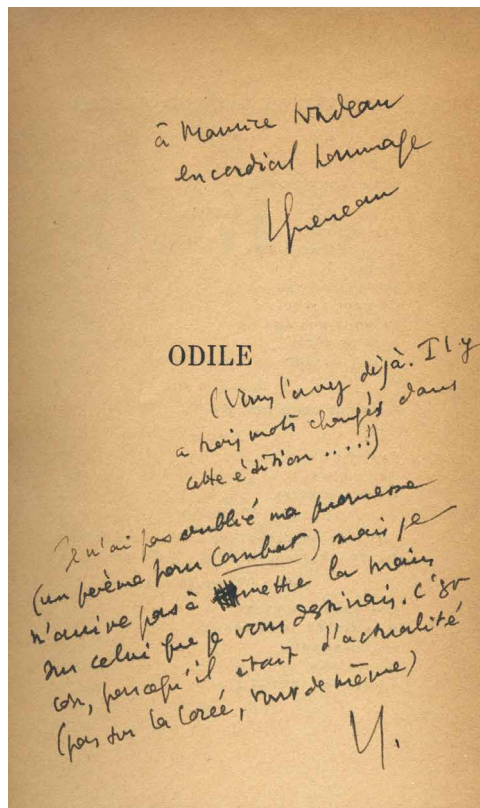 à Maurice Nadeau
en cordial hommage
Queneau
ODILE
(Vous l'avez déjà. Il y
a trois mots changés dans
cette édition .....!)
Je n'ai pas oublié ma promesse
(un poème pour Combat) mais je
n'arrive pas à mettre la main
sur celui que je vous destinais. C'est
con, parce qu'il était d'actualité
(pas sur la Corée, tout de même)